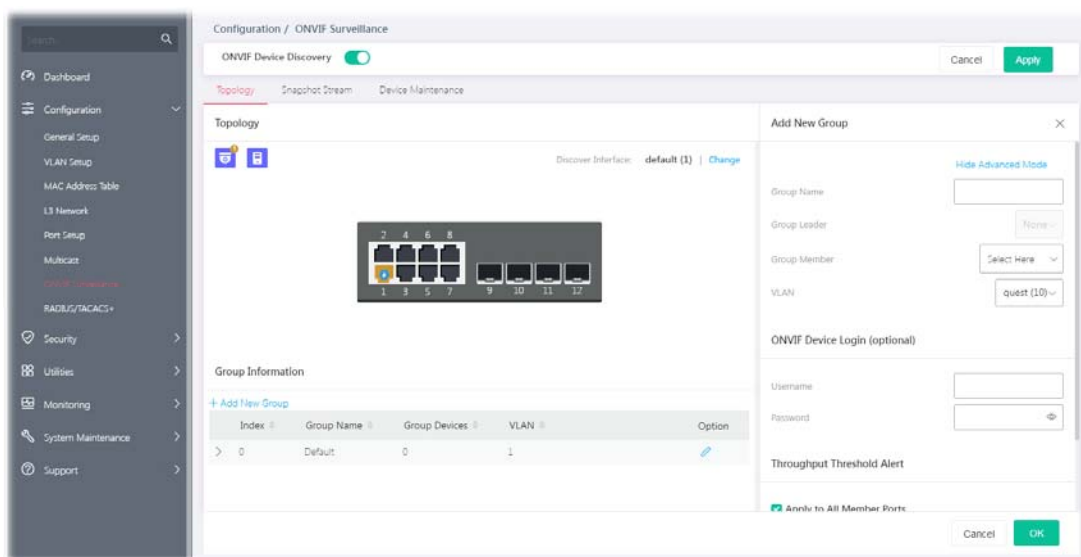 Search
Dashboard
Configuration
General Setup
VLAN Setup
MAC Address Table
L3 Network
Port Setup
Multicast
ONVIF Surveillance
RADIUS/TACACS+
Security
Utilities
Monitoring
System Maintenance
Support
Configuration / ONVIF Surveillance
ONVIF Device Discovery
Cancel
Apply
Topology
Snapshot Stream
Device Maintenance
Topology
Discover Interface: default (1) | Change
2 4 6 8
1 3 5 7 9 10 11 12
Group Information
+ Add New Group
Index Group Name Group Devices VLAN Option
0 Default 0 1
Add New Group
Hide Advanced Mode
Group Name
Group Leader None
Group Member Select Here
VLAN quest (10)
ONVIF Device Login (optional)
Username
Password
Throughput Threshold Alert
Apply to All Member Ports
Cancel
OK